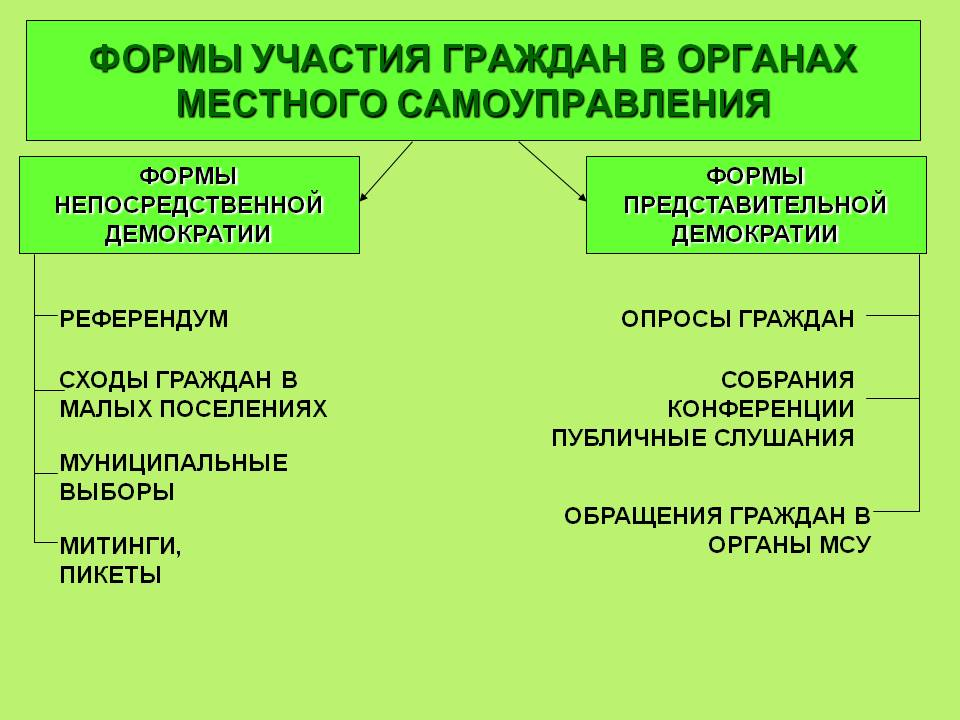 ФОРМЫ УЧАСТИЯ ГРАЖДАН В ОРГАНАХ
МЕСТНОГО САМОУПРАВЛЕНИЯ
ФОРМЫ
НЕПОСРЕДСТВЕННОЙ
ДЕМОКРАТИИ
РЕФЕРЕНДУМ
СХОДЫ ГРАЖДАН В
МАЛЫХ ПОСЕЛЕНИЯХ
МУНИЦИПАЛЬНЫЕ
ВЫБОРЫ
МИТИНГИ,
ПИКЕТЫ
ФОРМЫ
ПРЕДСТАВИТЕЛЬНОЙ
ДЕМОКРАТИИ
ОПРОСЫ ГРАЖДАН
СОБРАНИЯ
КОНФЕРЕНЦИИ
ПУБЛИЧНЫЕ СЛУШАНИЯ
ОБРАЩЕНИЯ ГРАЖДАН В
ОРГАНЫ МСУ